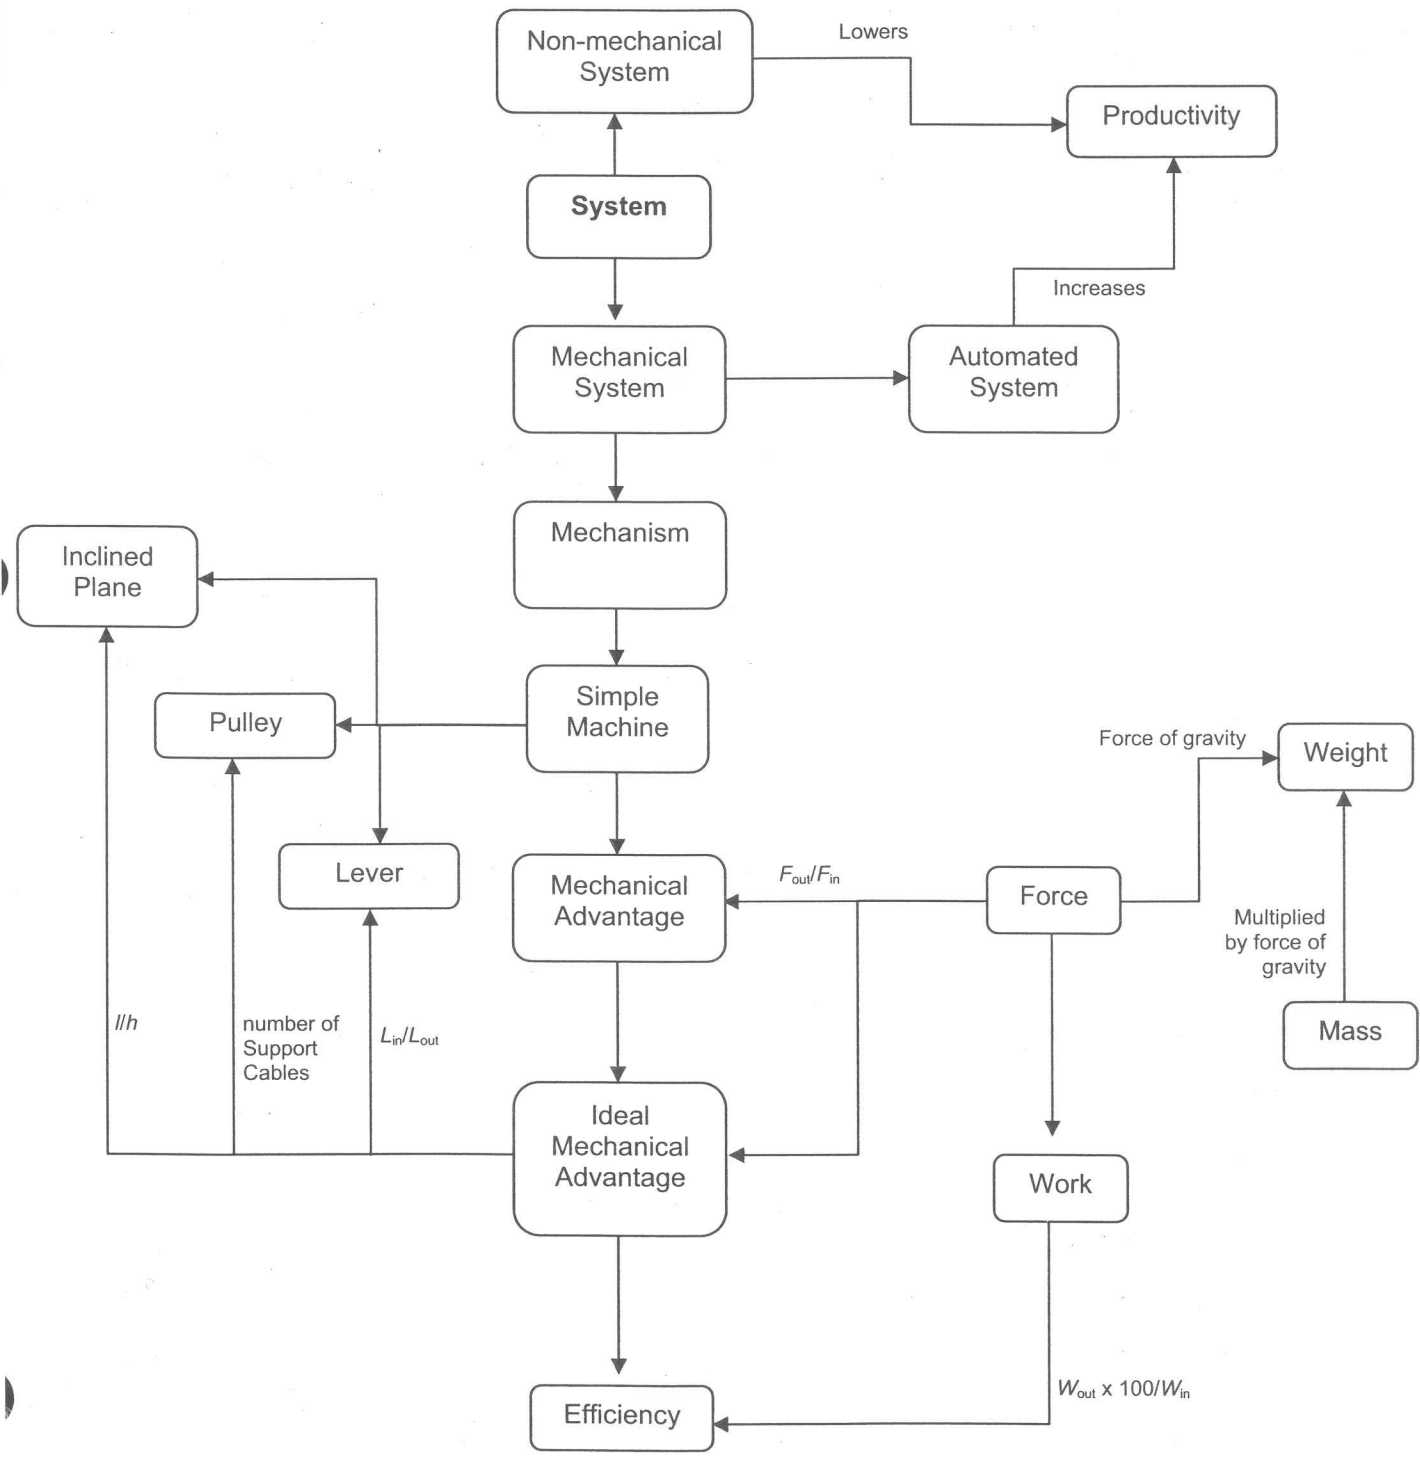 Non-mechanical
System
Lowers
Productivity
System
Increases
Mechanical
System
Automated
System
Mechanism
Inclined
Plane
Simple
Machine
Pulley
Force of gravity
Weight
Lever
Mechanical
Advantage
Fout/Fin
Force
Multiplied
by force of
gravity
l/h
number of
Support
Cables
Lin/Lout
Mass
Ideal
Mechanical
Advantage
Work
Wout x 100/Win
Efficiency